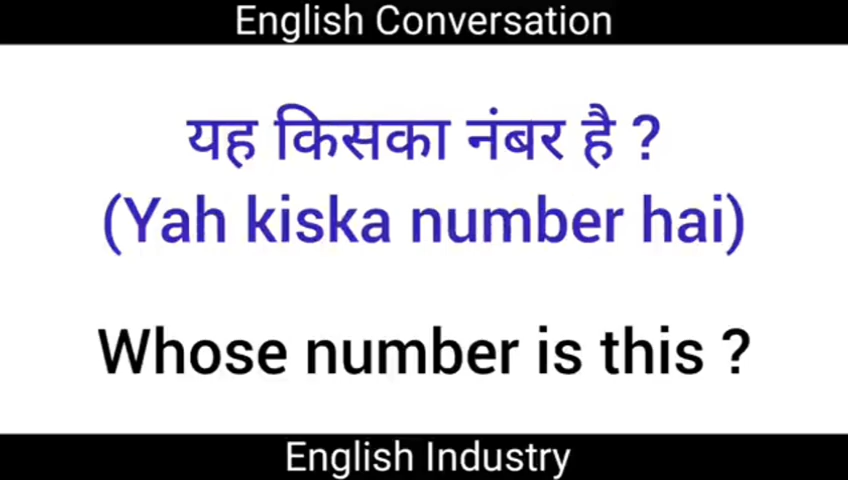 English Conversation
यह किसका नंबर है ?
(Yah kiska number hai)
Whose number is this ?
English Industry